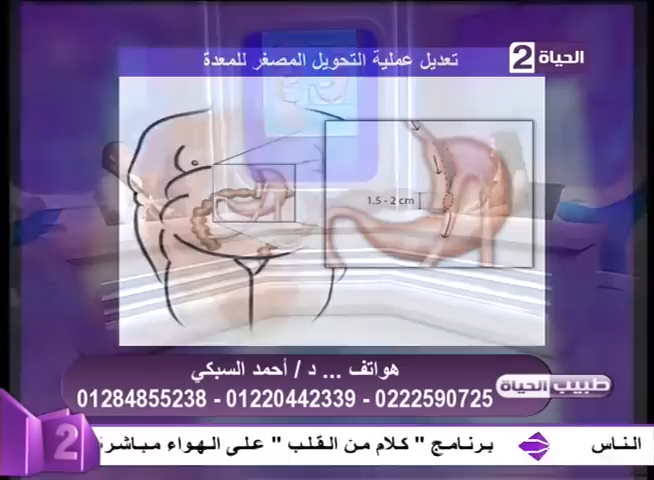 تعديل عملية التحويل المصغر للمعدة
الحياة 2
1.5 - 2 cm
هواتف ... د / أحمد السبكي
01284855238 - 01220442339 - 0222590725
طبيب الحياة
الناس
برنامج " كلام من القلب " على الهواء مباشرة
2